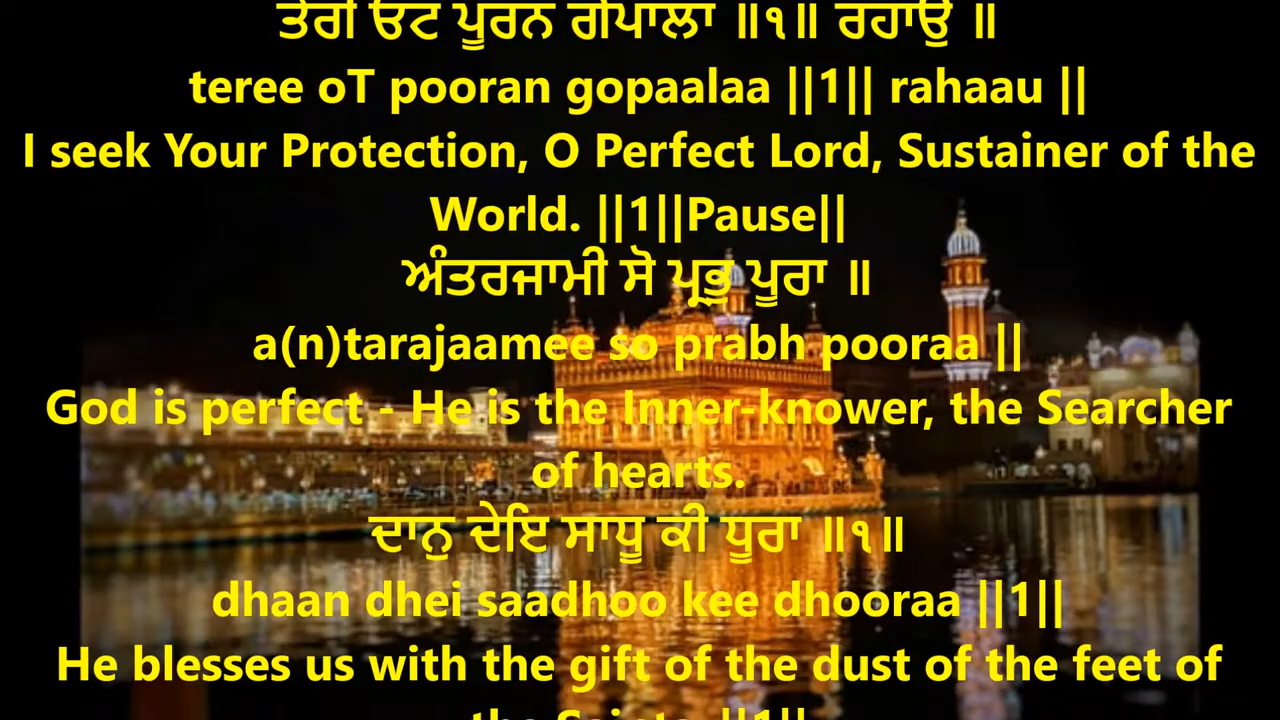 ਤੇਰੀ ਓਟ ਪੂਰਨ ਗੋਪਾਲਾ ॥੧॥ ਰਹਾਉ ॥
teree oT pooran gopaalaa ||1|| rahaau ||
I seek Your Protection, O Perfect Lord, Sustainer of the
World. ||1||Pause||
ਅੰਤਰਜਾਮੀ ਸੋ ਪ੍ਰਭੁ ਪੂਰਾ ॥
a(n)tarajaamee so prabh pooraa ||
God is perfect - He is the Inner-knower, the Searcher
of hearts.
ਦਾਨੁ ਦੇਇ ਸਾਧੂ ਕੀ ਧੂਰਾ ॥੧॥
dhaan dhei saadhoo kee dhooraa ||1||
He blesses us with the gift of the dust of the feet of
the Saints. ||1||